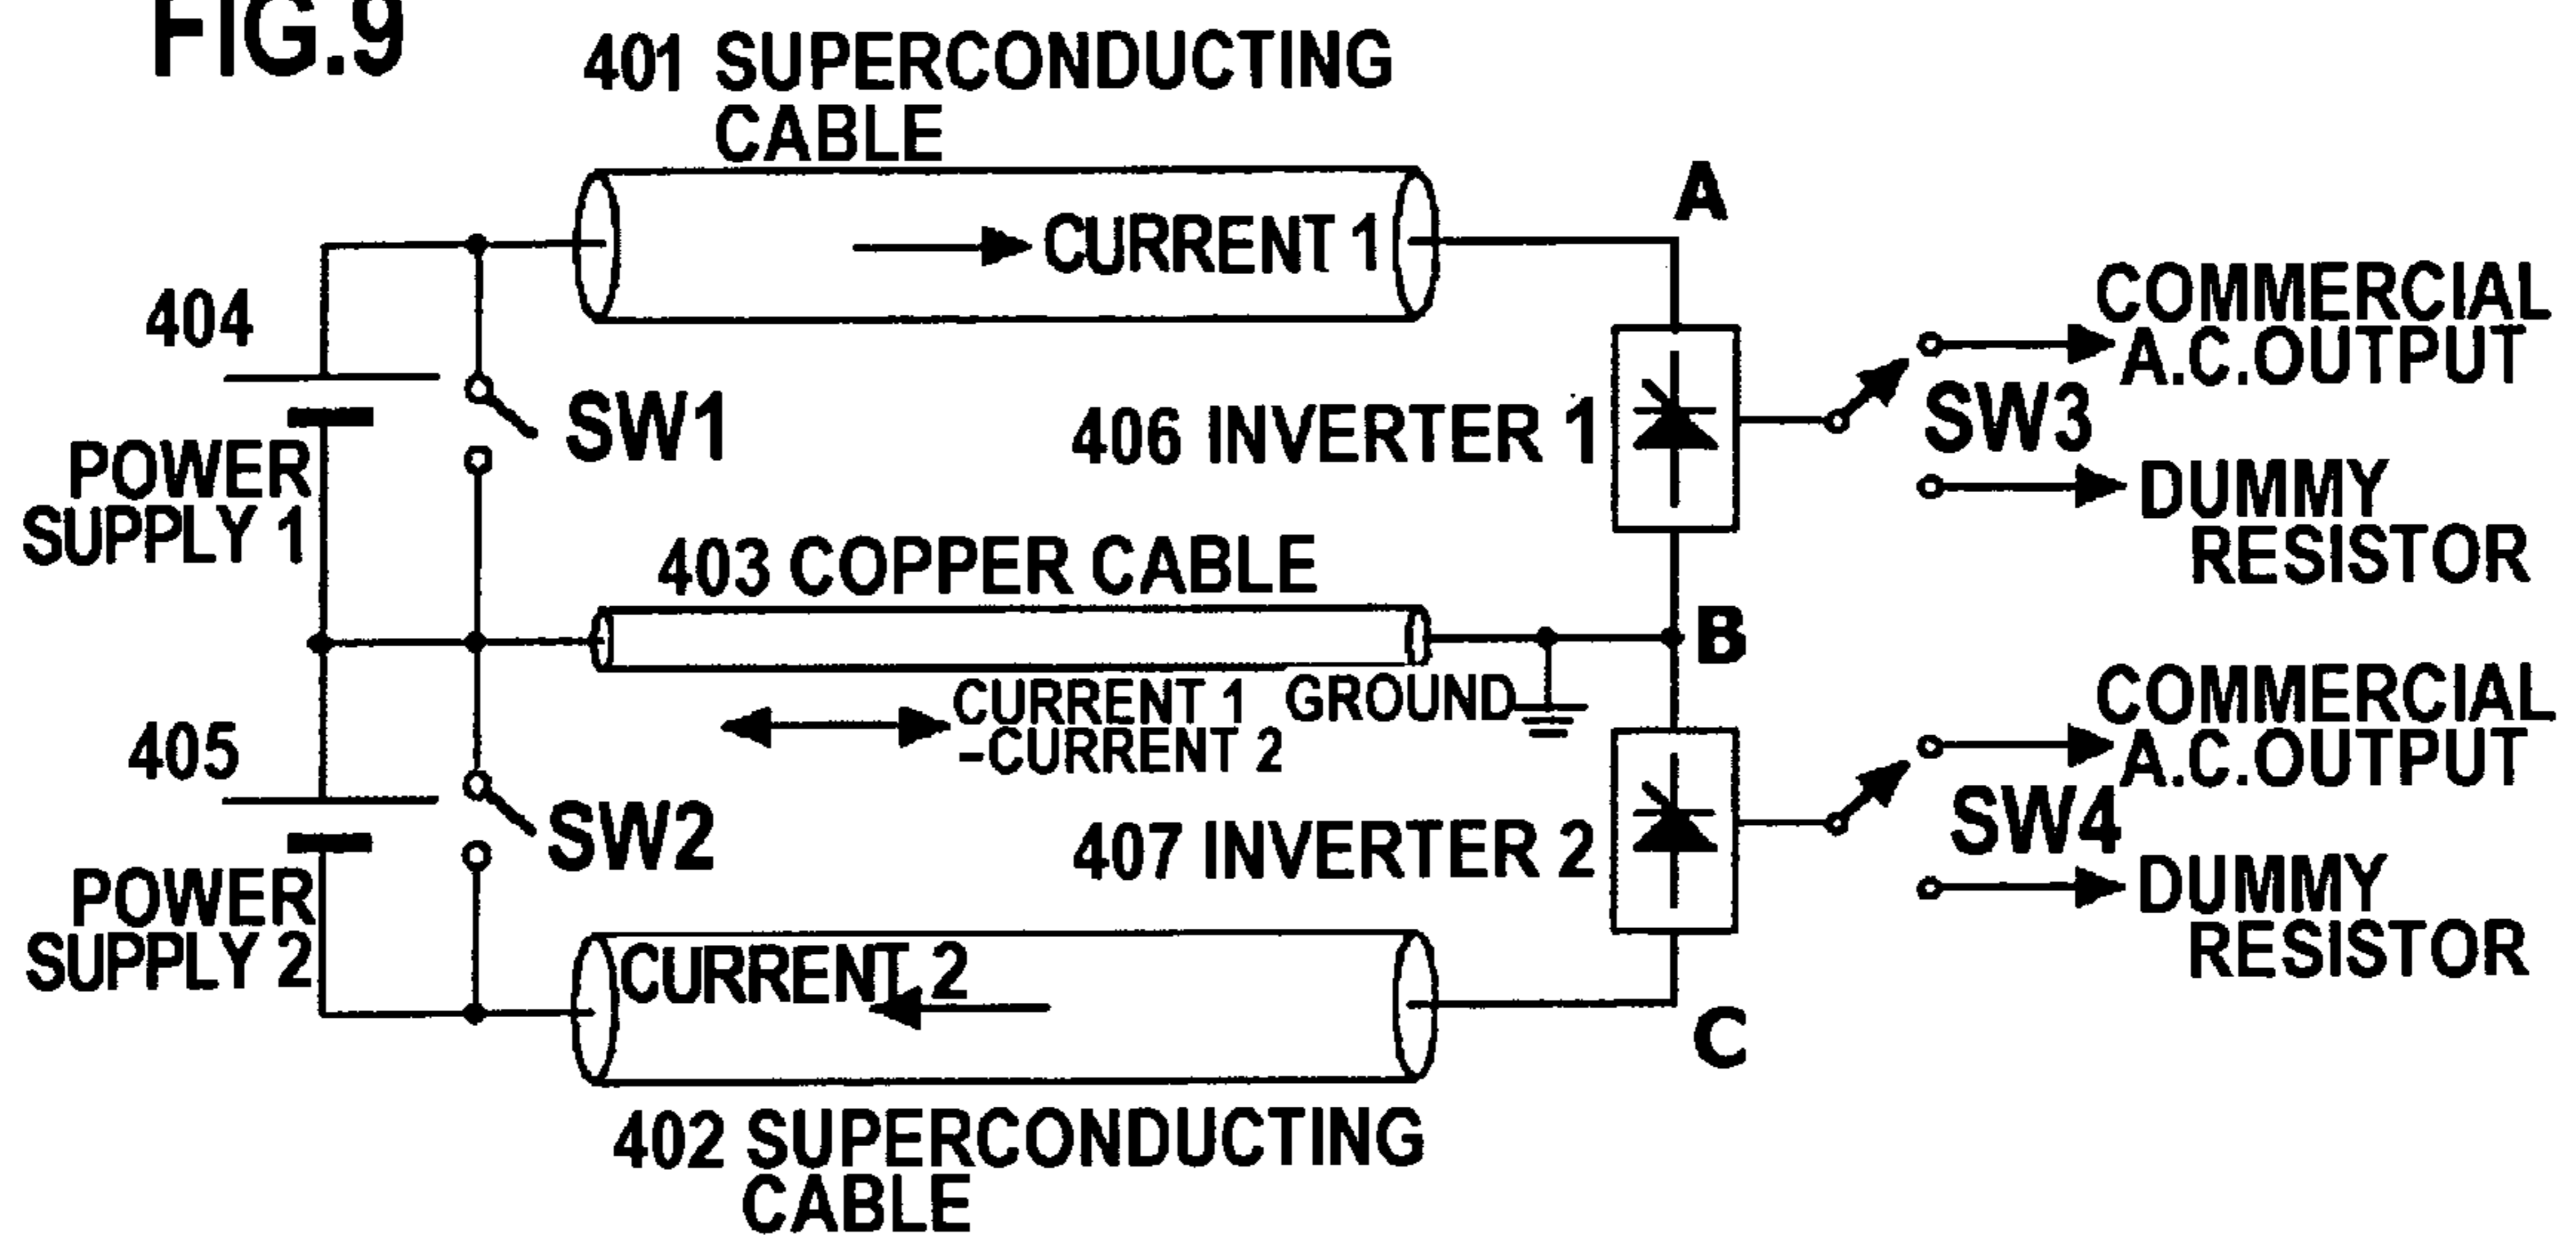 FIG.9
401 SUPERCONDUCTING
CABLE
CURRENT 1
A
404
POWER
SUPPLY 1
SW1
406 INVERTER 1
COMMERCIAL
A.C.OUTPUT
SW3
DUMMY
RESISTOR
403 COPPER CABLE
B
CURRENT 1
-CURRENT 2
GROUND
405
POWER
SUPPLY 2
SW2
407 INVERTER 2
COMMERCIAL
A.C.OUTPUT
SW4
DUMMY
RESISTOR
CURRENT 2
C
402 SUPERCONDUCTING
CABLE